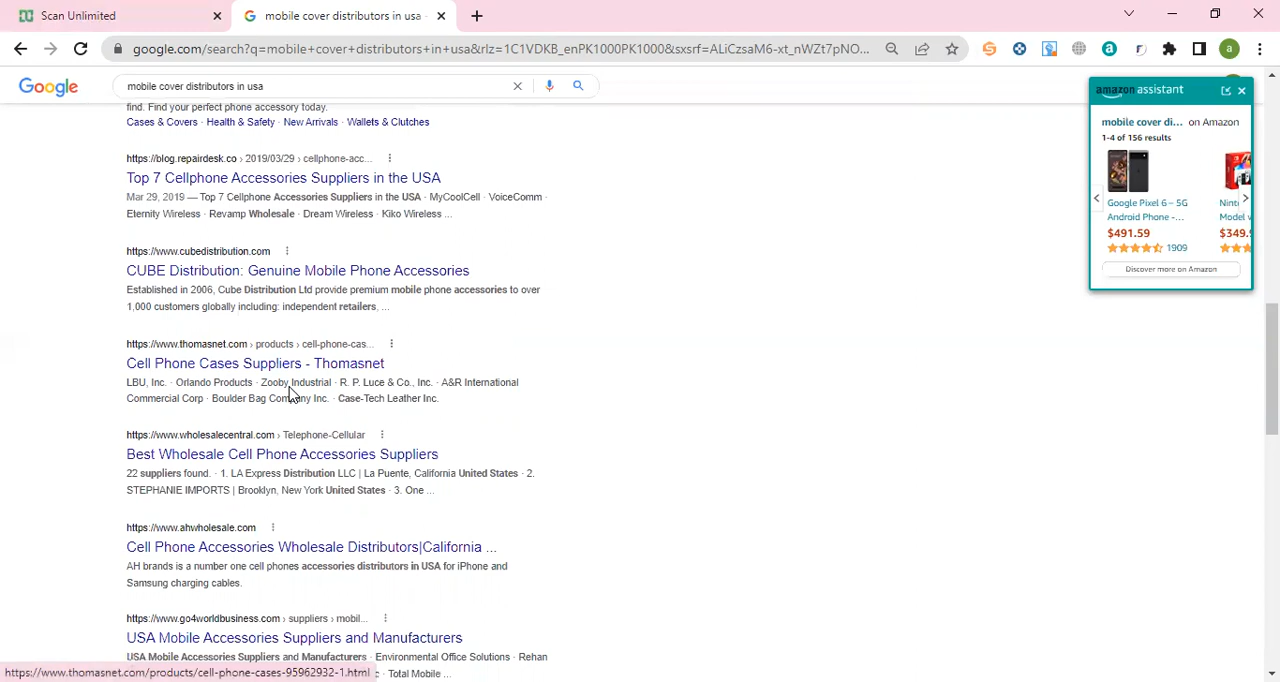 Scan Unlimited
mobile cover distributors in usa -
google.com/search?q=mobile+cover+distributors+in+usa&rlz=1C1VDKB_enPK1000PK1000&sxsrf=ALiCzsaM6-xt_nWZt7pNO...
Google
mobile cover distributors in usa
find. Find your perfect phone accessory today.
Cases & Covers · Health & Safety · New Arrivals · Wallets & Clutches
https://blog.repairdesk.co › 2019/03/29 › cellphone-acc...
Top 7 Cellphone Accessories Suppliers in the USA
Mar 29, 2019 — Top 7 Cellphone Accessories Suppliers in the USA · MyCoolCell · VoiceComm ·
Eternity Wireless · Revamp Wholesale · Dream Wireless · Kiko Wireless ...
https://www.cubedistribution.com
CUBE Distribution: Genuine Mobile Phone Accessories
Established in 2006, Cube Distribution Ltd provide premium mobile phone accessories to over
1,000 customers globally including: independent retailers, ...
https://www.thomasnet.com › products › cell-phone-cas...
Cell Phone Cases Suppliers - Thomasnet
LBU, Inc. · Orlando Products · Zooby Industrial · R. P. Luce & Co., Inc. · A&R International
Commercial Corp · Boulder Bag Company Inc. · Case-Tech Leather Inc.
https://www.wholesalecentral.com › Telephone-Cellular
Best Wholesale Cell Phone Accessories Suppliers
22 suppliers found. · 1. LA Express Distribution LLC | La Puente, California United States · 2.
STEPHANIE IMPORTS | Brooklyn, New York United States · 3. One ...
https://www.ahwholesale.com
Cell Phone Accessories Wholesale Distributors|California ...
AH brands is a number one cell phones accessories distributors in USA for iPhone and
Samsung charging cables.
https://www.go4worldbusiness.com › suppliers › mobil...
USA Mobile Accessories Suppliers and Manufacturers
USA Mobile Accessories Suppliers and Manufacturers · Environmental Office Solutions · Rehan
· Total Mobile ...
https://www.thomasnet.com/products/cell-phone-cases-95962932-1.html
amazon assistant
mobile cover di... on Amazon
1-4 of 156 results
Google Pixel 6 – 5G
Android Phone -...
$491.59
1909
Nint
Model w
$349.
Discover more on Amazon
a